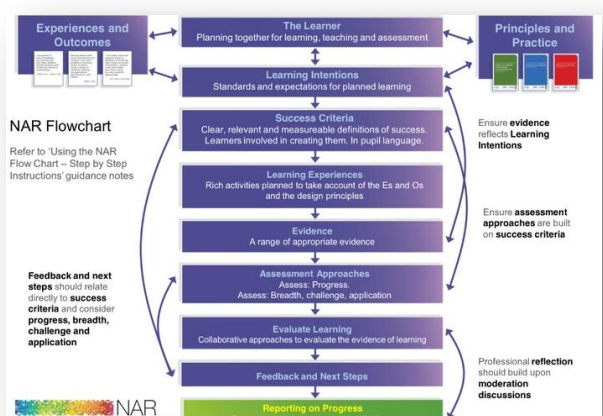 Experiences and
Outcomes
The Learner
Planning together for learning, teaching and assessment
Principles and
Practice
Learning Intentions
Standards and expectations for planned learning
NAR Flowchart
Refer to 'Using the NAR
Flow Chart – Step by Step
Instructions' guidance notes
Success Criteria
Clear, relevant and measureable definitions of success.
Learners involved in creating them. In pupil language.
Ensure evidence
reflects Learning
Intentions
Learning Experiences
Rich activities planned to take account of the Es and Os
and the design principles
Evidence
A range of appropriate evidence
Ensure assessment
approaches are built
on success criteria
Feedback and next
steps should relate
directly to success
criteria and consider
progress, breadth,
challenge and
application
Assessment Approaches
Assess: Progress.
Assess: Breadth, challenge, application
Evaluate Learning
Collaborative approaches to evaluate the evidence of learning
Feedback and Next Steps
Professional reflection
should build upon
moderation
discussions
NAR
Reporting on Progress